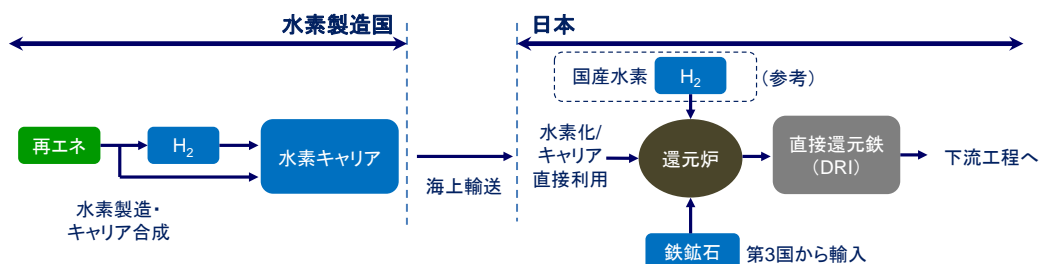 水素製造国
日本
国産水素
H2
(参考)
再エネ
H2
水素キャリア
水素製造・
キャリア合成
海上輸送
水素化/
キャリア
直接利用
還元炉
直接還元鉄
(DRI)
下流工程へ
鉄鉱石
第3国から輸入